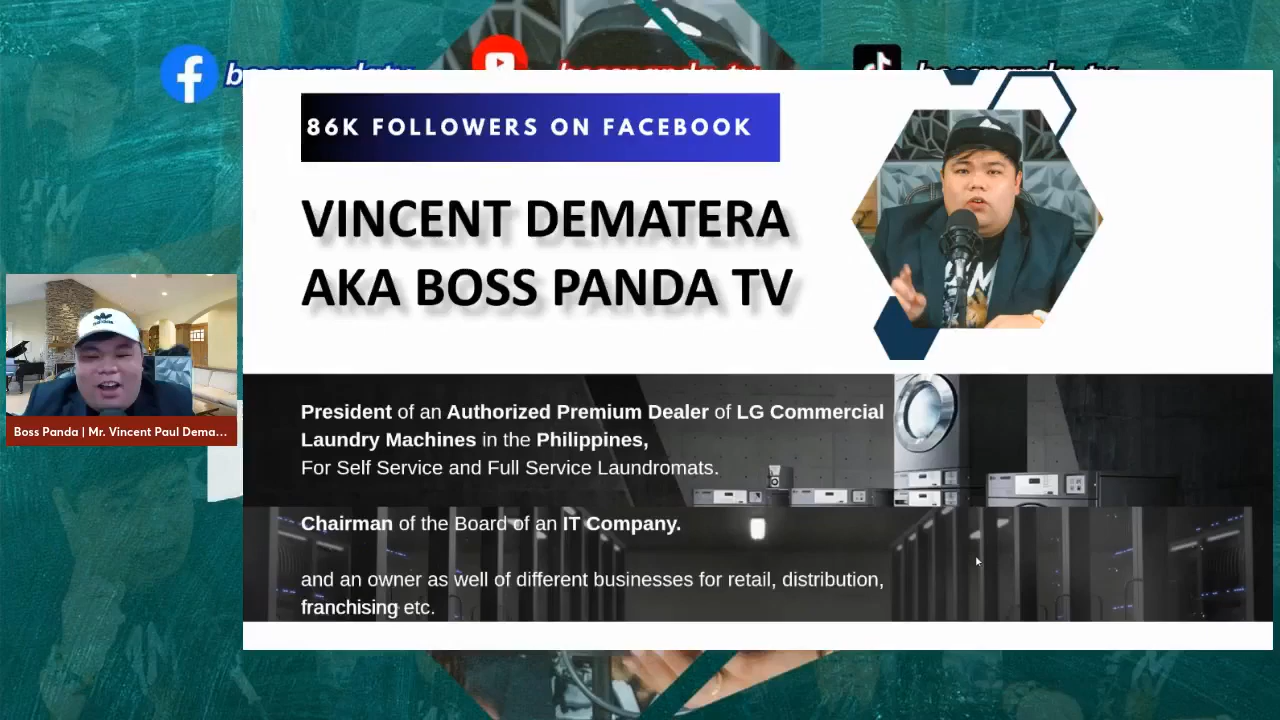 86K FOLLOWERS ON FACEBOOK
VINCENT DEMATERA
AKA BOSS PANDA TV
President of an Authorized Premium Dealer of LG Commercial
Laundry Machines in the Philippines,
For Self Service and Full Service Laundromats.
Chairman of the Board of an IT Company.
and an owner as well of different businesses for retail, distribution,
franchising etc.
Boss Panda | Mr. Vincent Paul Dema...